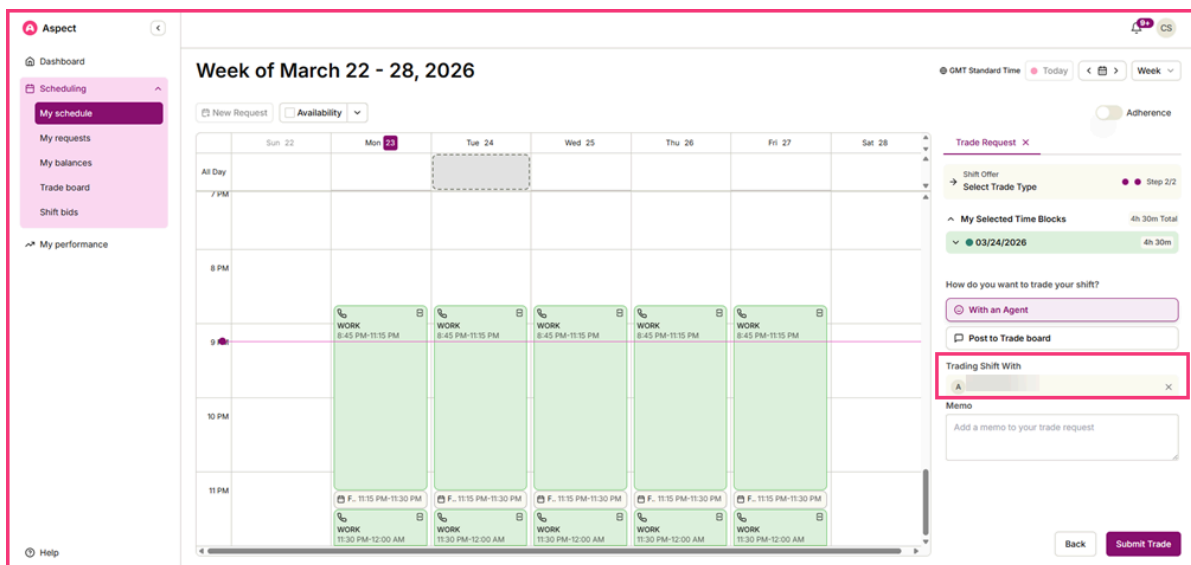 Aspect
9+
CS
Dashboard
Scheduling
My schedule
My requests
My balances
Trade board
Shift bids
My performance
Help
Week of March 22 - 28, 2026
GMT Standard Time
Today
Week
New Request
Availability
Adherence
Sun 22
Mon 23
Tue 24
Wed 25
Thu 26
Fri 27
Sat 28
All Day
7 PM
8 PM
WORK
8:45 PM-11:15 PM
WORK
8:45 PM-11:15 PM
WORK
8:45 PM-11:15 PM
WORK
8:45 PM-11:15 PM
WORK
8:45 PM-11:15 PM
10 PM
11 PM
F.. 11:15 PM-11:30 PM
F.. 11:15 PM-11:30 PM
F.. 11:15 PM-11:30 PM
F.. 11:15 PM-11:30 PM
F.. 11:15 PM-11:30 PM
WORK
11:30 PM-12:00 AM
WORK
11:30 PM-12:00 AM
WORK
11:30 PM-12:00 AM
WORK
11:30 PM-12:00 AM
WORK
11:30 PM-12:00 AM
Trade Request
Shift Offer
Select Trade Type
Step 2/2
My Selected Time Blocks
4h 30m Total
03/24/2026
4h 30m
How do you want to trade your shift?
With an Agent
Post to Trade board
Trading Shift With
A
Memo
Add a memo to your trade request
Back
Submit Trade